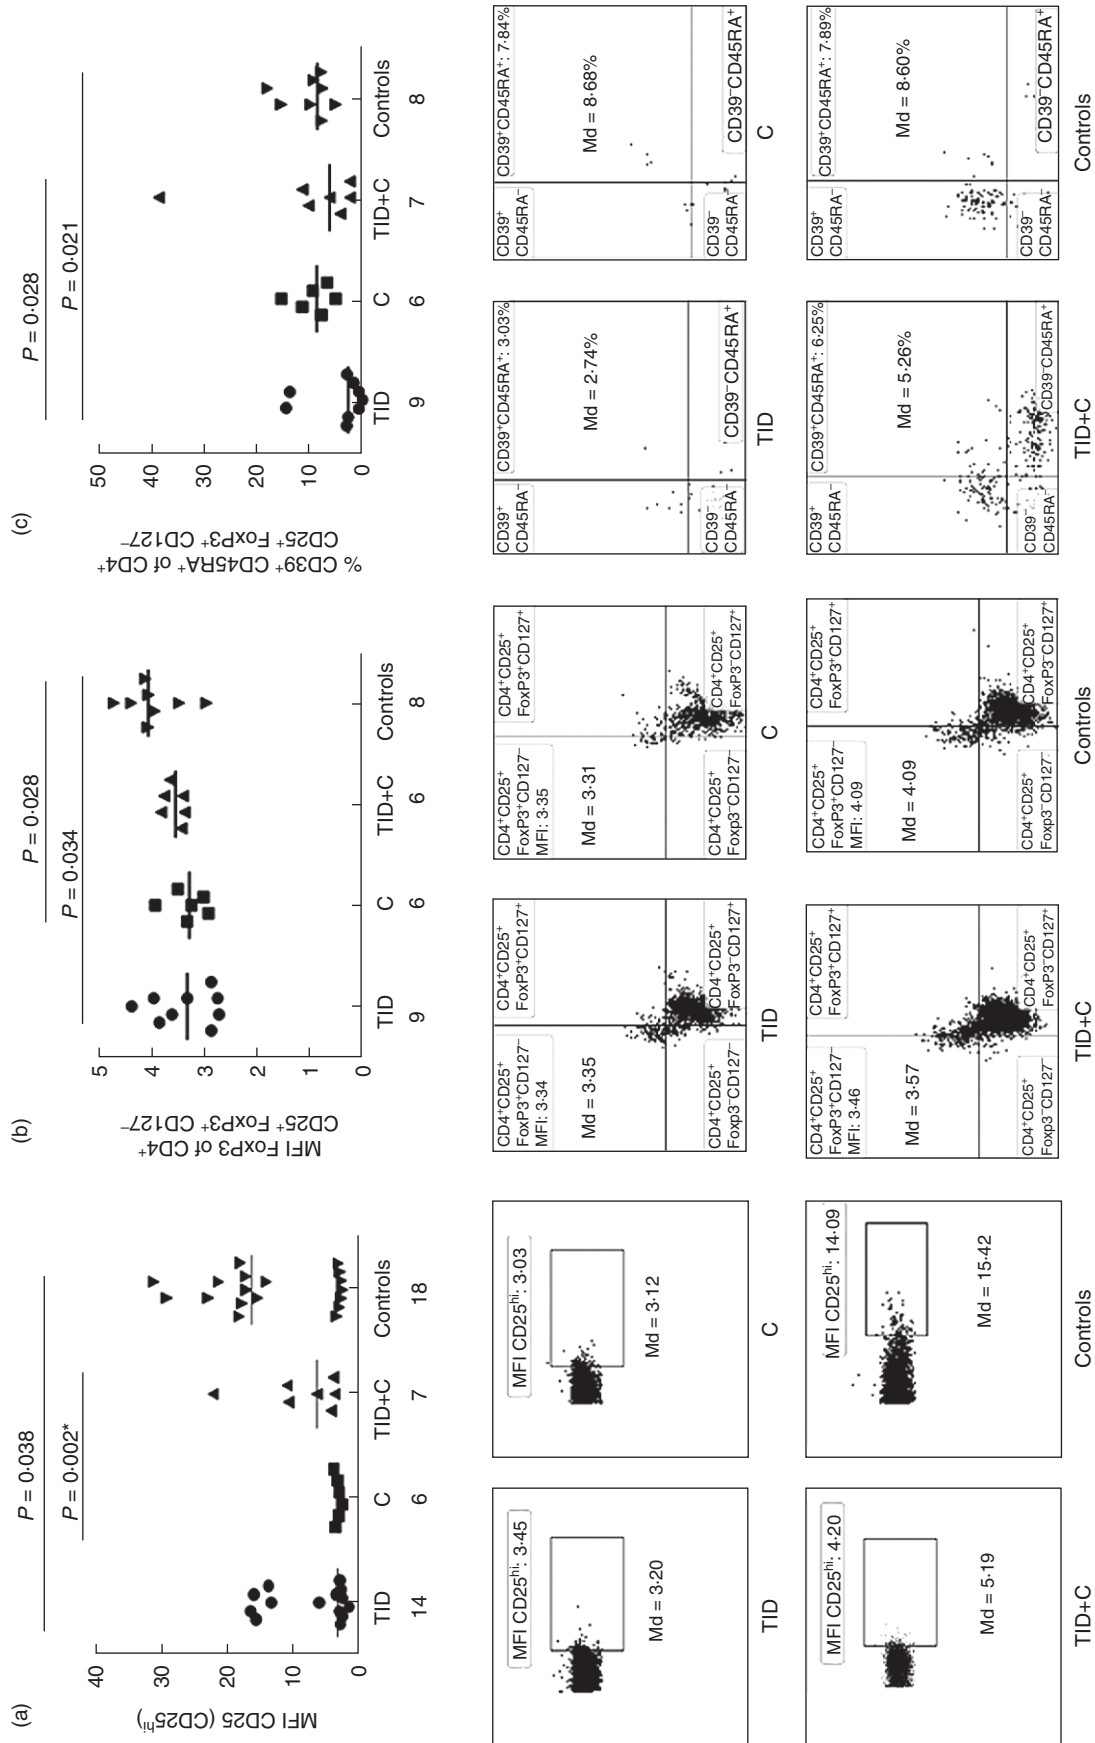 (a)
MFI CD25 (CD25hi)
40
30
20
10
0
P = 0·038
P = 0·002*
TID
C
TID+C
Controls
14
6
7
18
MFI CD25hi: 3·45
Md = 3·20
TID
MFI CD25hi: 3·03
Md = 3·12
C
MFI CD25hi: 4·20
Md = 5·19
TID+C
MFI CD25hi: 14·09
Md = 15·42
Controls
(b)
MFI FoxP3 of CD4+
CD25+ FoxP3+ CD127−
5
4
3
2
1
0
P = 0·028
P = 0·034
TID
C
TID+C
Controls
9
6
6
8
CD4+CD25+
FoxP3+CD127−
MFI: 3·34
CD4+CD25+
FoxP3+CD127+
Md = 3·35
CD4+CD25+
Foxp3−CD127−
CD4+CD25+
FoxP3−CD127+
TID
CD4+CD25+
FoxP3+CD127−
MFI: 3·35
CD4+CD25+
FoxP3+CD127+
Md = 3·31
CD4+CD25+
Foxp3−CD127−
CD4+CD25+
FoxP3−CD127+
C
CD4+CD25+
FoxP3+CD127−
MFI: 3·46
CD4+CD25+
FoxP3+CD127+
Md = 3·57
CD4+CD25+
Foxp3−CD127−
CD4+CD25+
FoxP3−CD127+
TID+C
CD4+CD25+
FoxP3+CD127−
MFI: 4·09
CD4+CD25+
FoxP3+CD127+
Md = 4·09
CD4+CD25+
Foxp3−CD127−
CD4+CD25+
FoxP3−CD127+
Controls
(c)
% CD39+ CD45RA+ of CD4+
CD25+ FoxP3+ CD127−
50
40
30
20
10
0
P = 0·028
P = 0·021
TID
C
TID+C
Controls
9
6
7
8
CD39+
CD45RA−
CD39+CD45RA+: 3·03%
Md = 2·74%
CD39−
CD45RA−
CD39−CD45RA+
TID
CD39+
CD45RA−
CD39+CD45RA+: 7·84%
Md = 8·68%
CD39−
CD45RA−
CD39−CD45RA+
C
CD39+
CD45RA−
CD39+CD45RA+: 6·25%
Md = 5·26%
CD39−
CD45RA−
CD39−CD45RA+
TID+C
CD39+
CD45RA−
CD39+CD45RA+: 7·89%
Md = 8·60%
CD39−
CD45RA−
CD39−CD45RA+
Controls